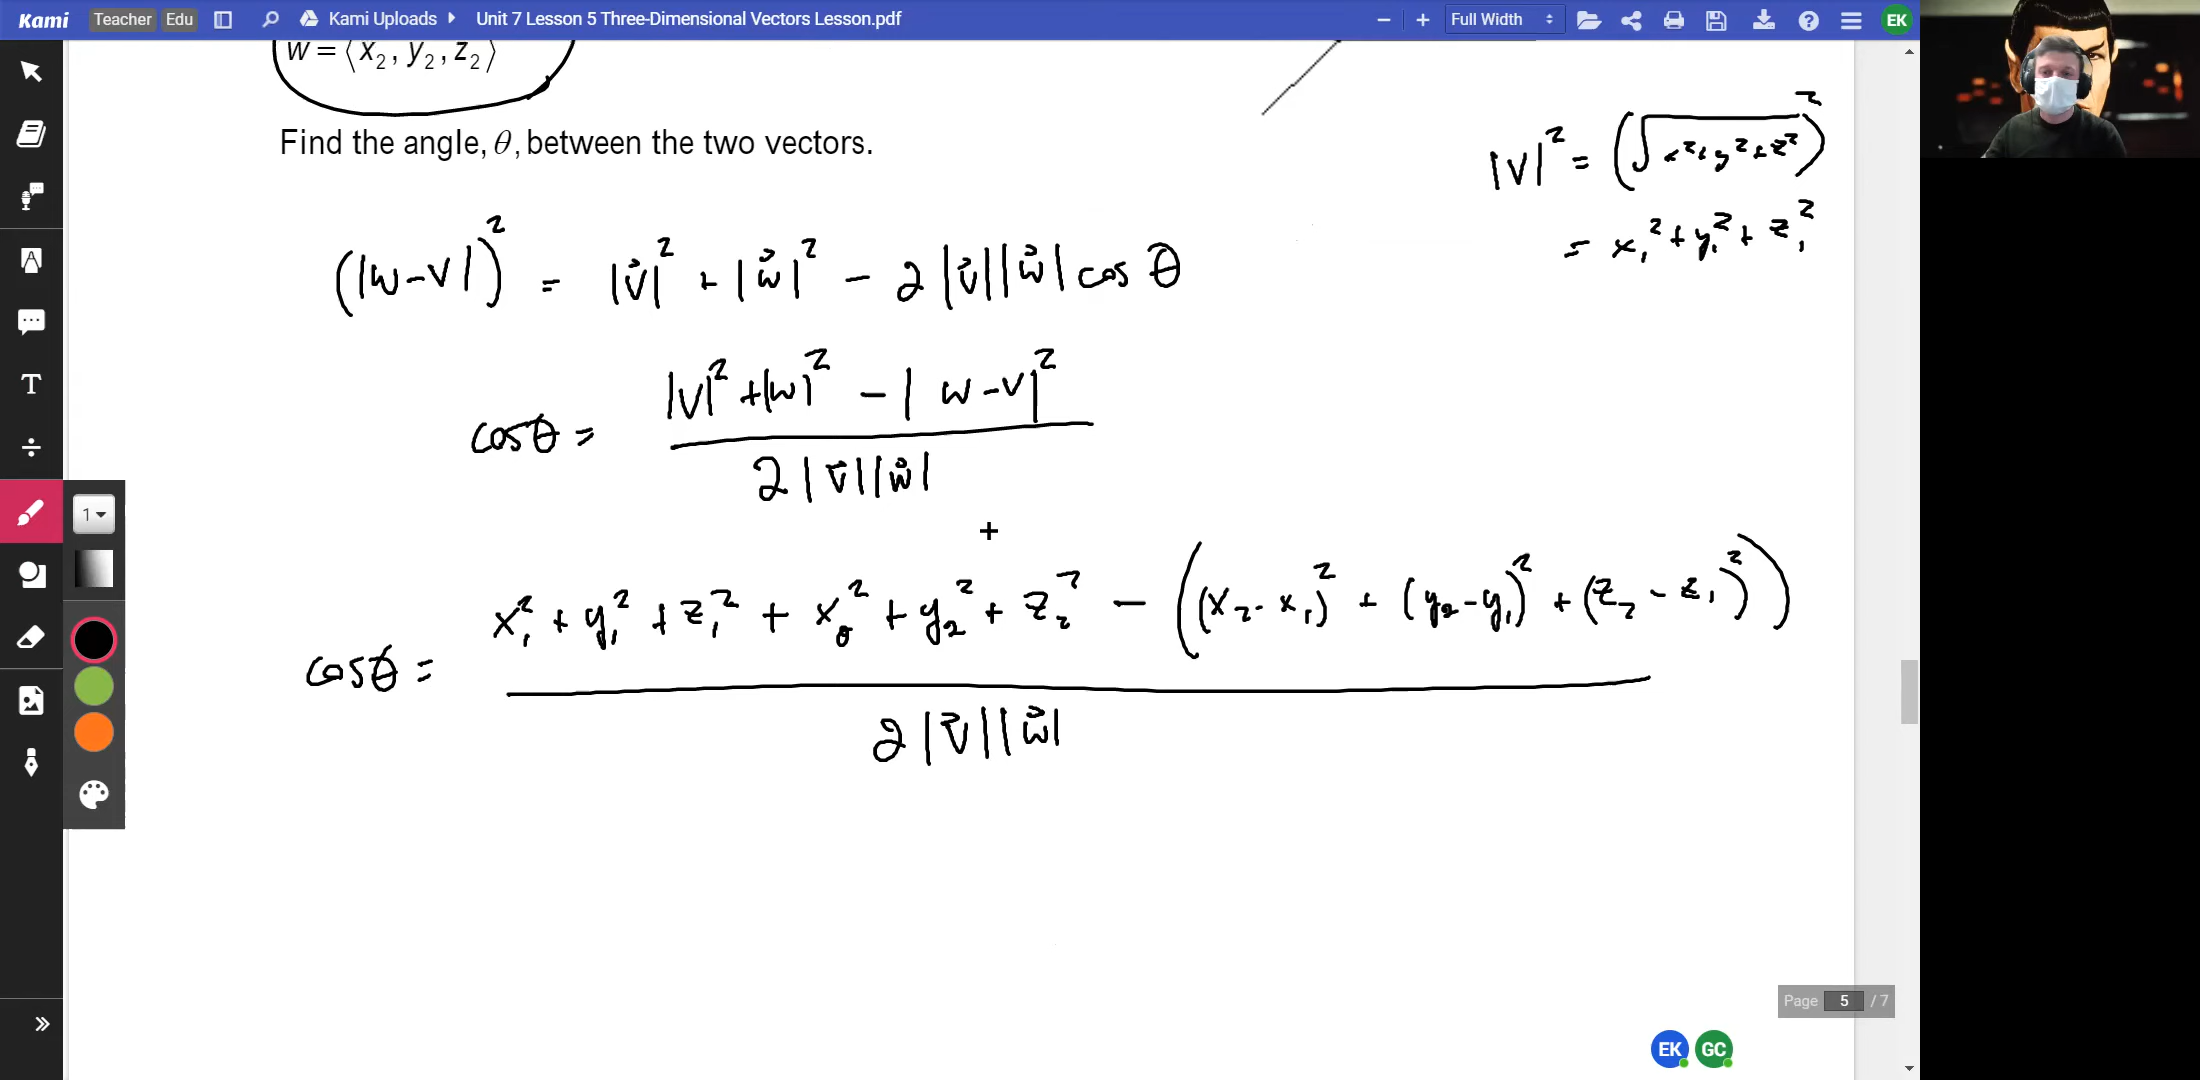 Kami Teacher Edu Kami Uploads Unit 7 Lesson 5 Three-Dimensional Vectors Lesson.pdf Full Width EK
w = ⟨x₂, y₂, z₂⟩
Find the angle, θ, between the two vectors.
|V|² = (√x²+y²+z²)²
= x₁² + y₁² + z₁²
(|w-v|)² = |v⃗|² + |w⃗|² - 2|v⃗||w⃗| cos θ
cosθ = (|v|² + |w|² - |w-v|²) / 2|v⃗||w⃗|
1
cosθ = (x₁² + y₁² + z₁² + x₂² + y₂² + z₂² - ((x₂-x₁)² + (y₂-y₁)² + (z₂-z₁)²)) / 2|v⃗||w⃗|
Page 5 / 7
EK GC